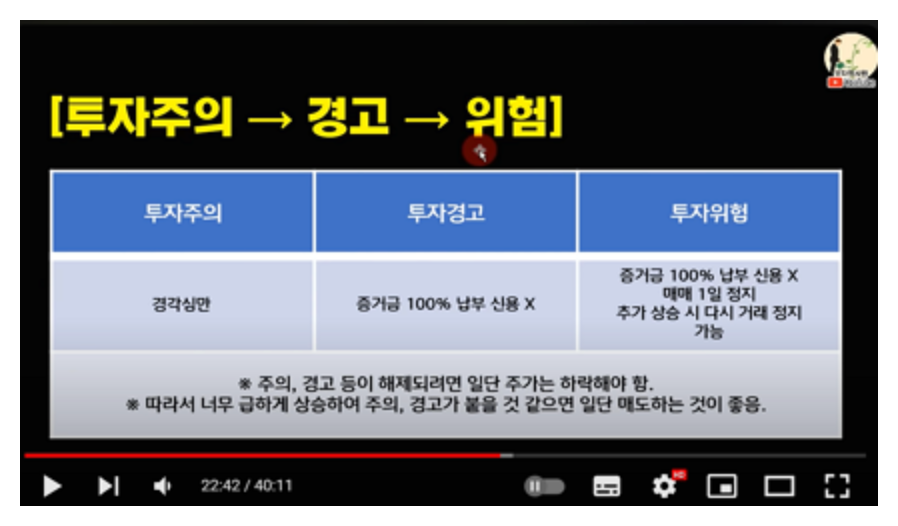 [투자주의 → 경고 → 위험]
투자주의 투자경고 투자위험
경각심만
증거금 100% 납부 신용 X
증거금 100% 납부 신용 X
매매 1일 정지
추가 상승 시 다시 거래 정지
가능
※ 주의, 경고 등이 해제되려면 일단 주가는 하락해야 함.
※ 따라서 너무 급하게 상승하여 주의, 경고가 붙을 것 같으면 일단 매도하는 것이 좋음.
22:42 / 40:11
HD